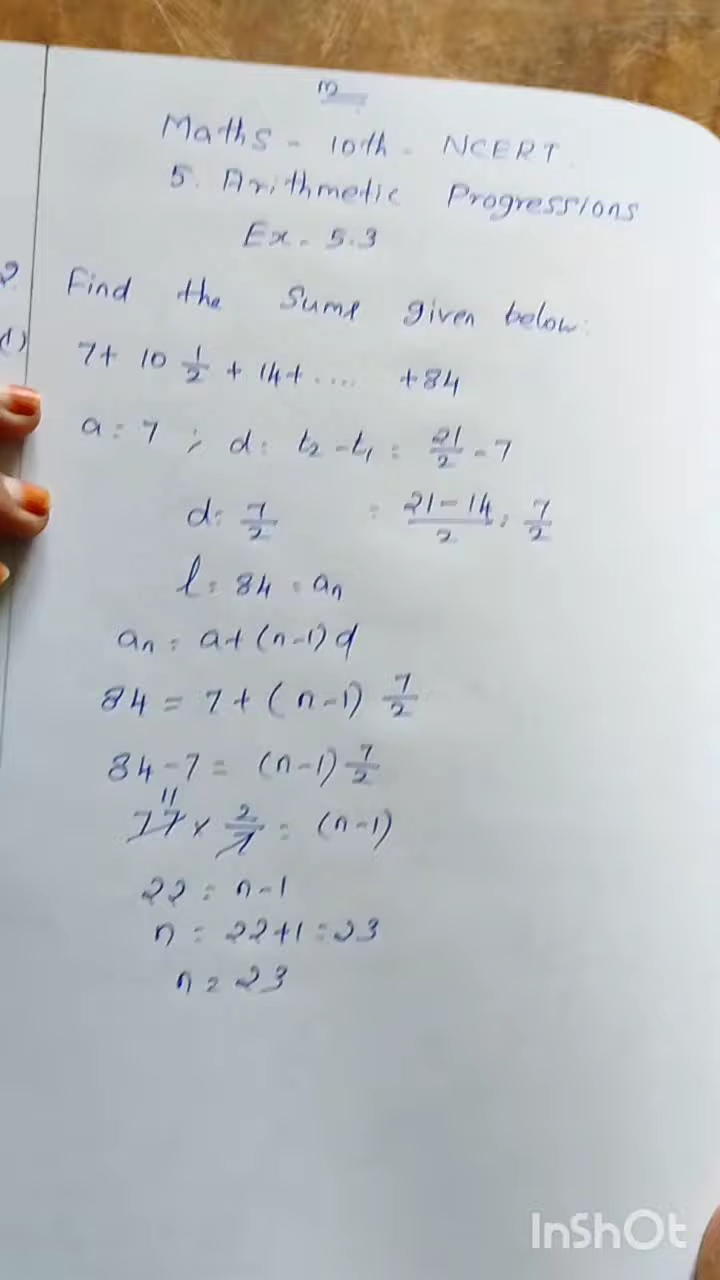 m
Maths - 10th - NCERT.
5. Arithmetic Progressions
Ex - 5.3
2. Find the Sums given below:
(i) 7+ 10 1/2 + 14+ .... +84
a = 7 ; d = t₂-t₁ = 21/2 - 7
d = 7/2 = (21-14)/2 = 7/2
l = 84 = aₙ
aₙ = a+(n-1)d
84 = 7+(n-1) 7/2
84-7 = (n-1) 7/2
11
77 × 2/7 = (n-1)
22 = n-1
n = 22+1 = 23
n = 23
InShOt